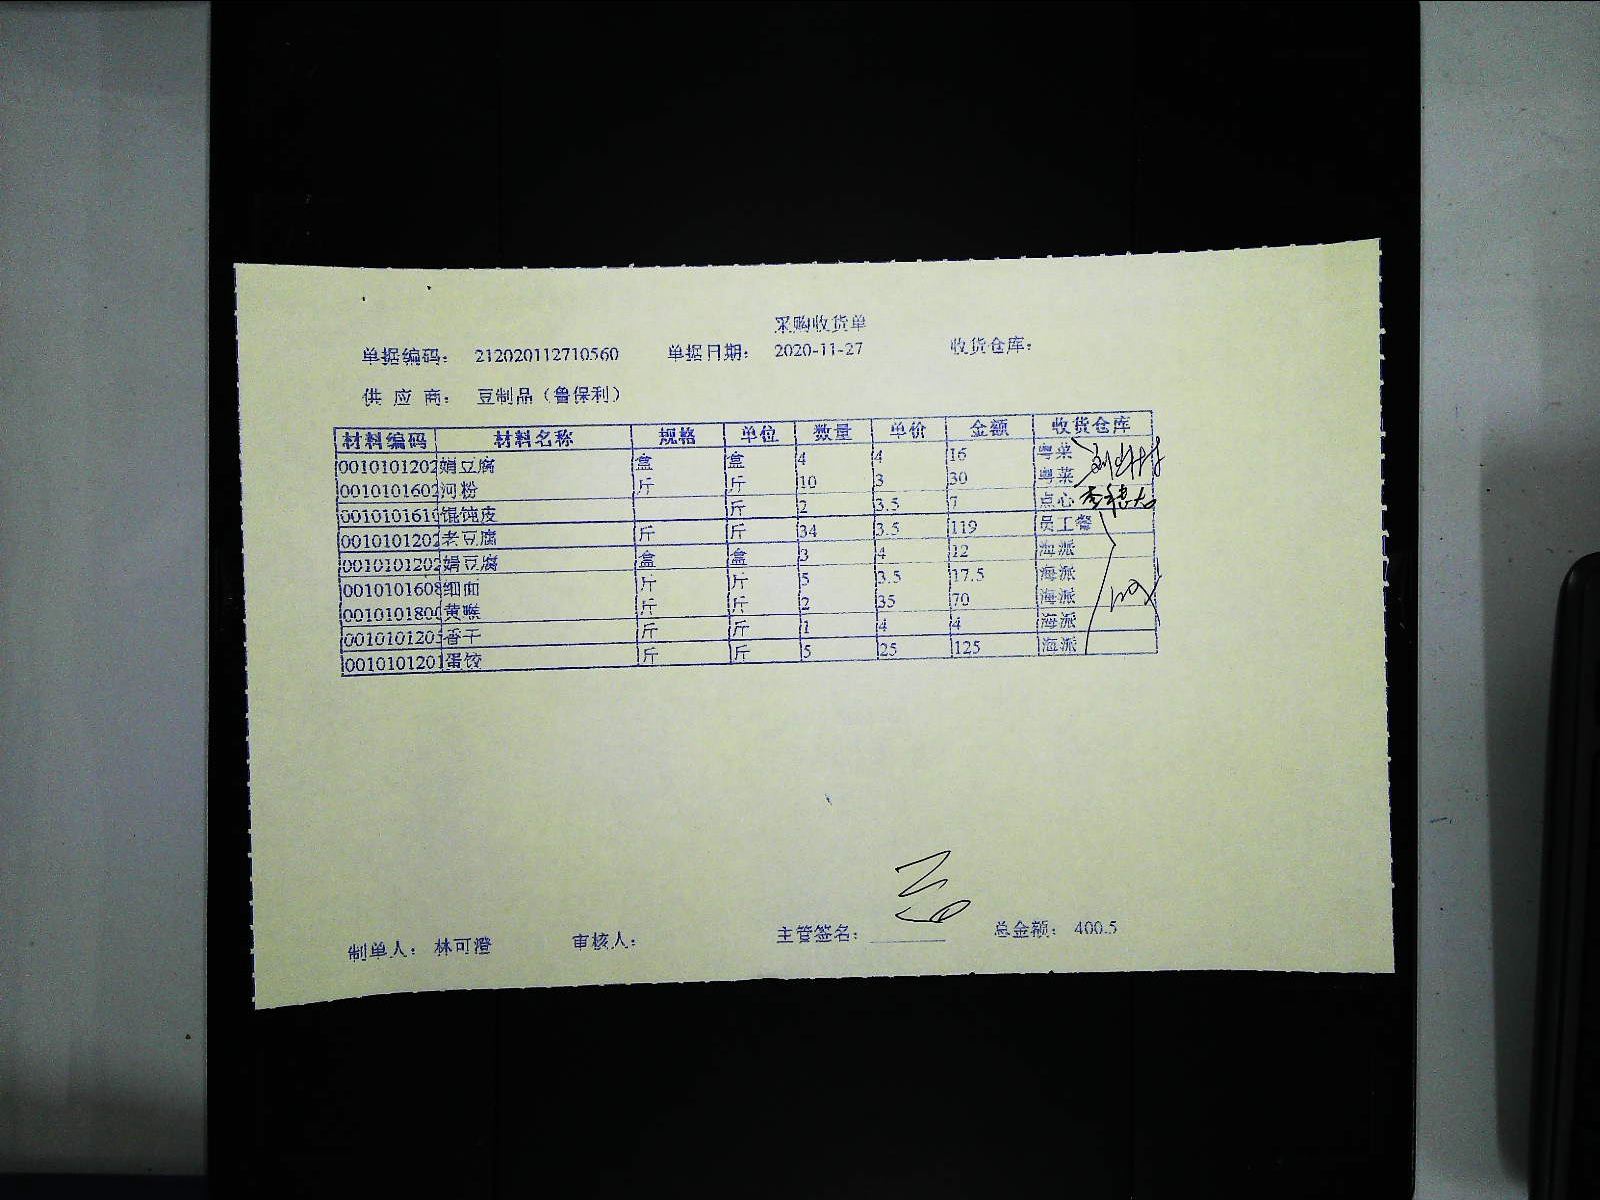 采购收货单
单据编码： 212020112710560 单据日期： 2020-11-27 收货仓库：
供 应 商： 豆制品（鲁保利）
材料编码 材料名称 规格 单位 数量 单价 金额 收货仓库
0010101202 娟豆腐 盒 盒 4 4 16 粤菜
0010101602 河粉 斤 斤 10 3 30 粤菜
001010161 馄饨皮 斤 2 3.5 7 点心
0010101202 老豆腐 斤 斤 34 3.5 119 员工餐
0010101202 娟豆腐 盒 盒 3 4 12 海派
0010101608 细面 斤 斤 5 3.5 17.5 海派
001010180 黄喉 斤 斤 2 35 70 海派
001010120 香干 斤 斤 1 4 4 海派
0010101201 蛋饺 斤 斤 5 25 125 海派
制单人： 林可澄 审核人： 主管签名： 总金额： 400.5